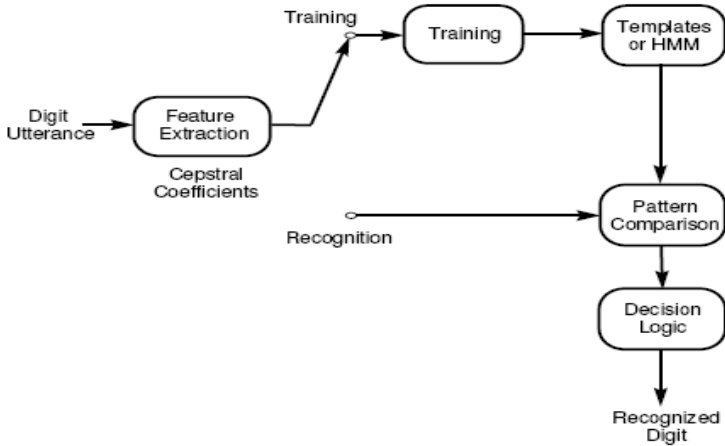 Training
Training
Templates
or HMM
Digit
Utterance
Feature
Extraction
Cepstral
Coefficients
Recognition
Pattern
Comparison
Decision
Logic
Recognized
Digit